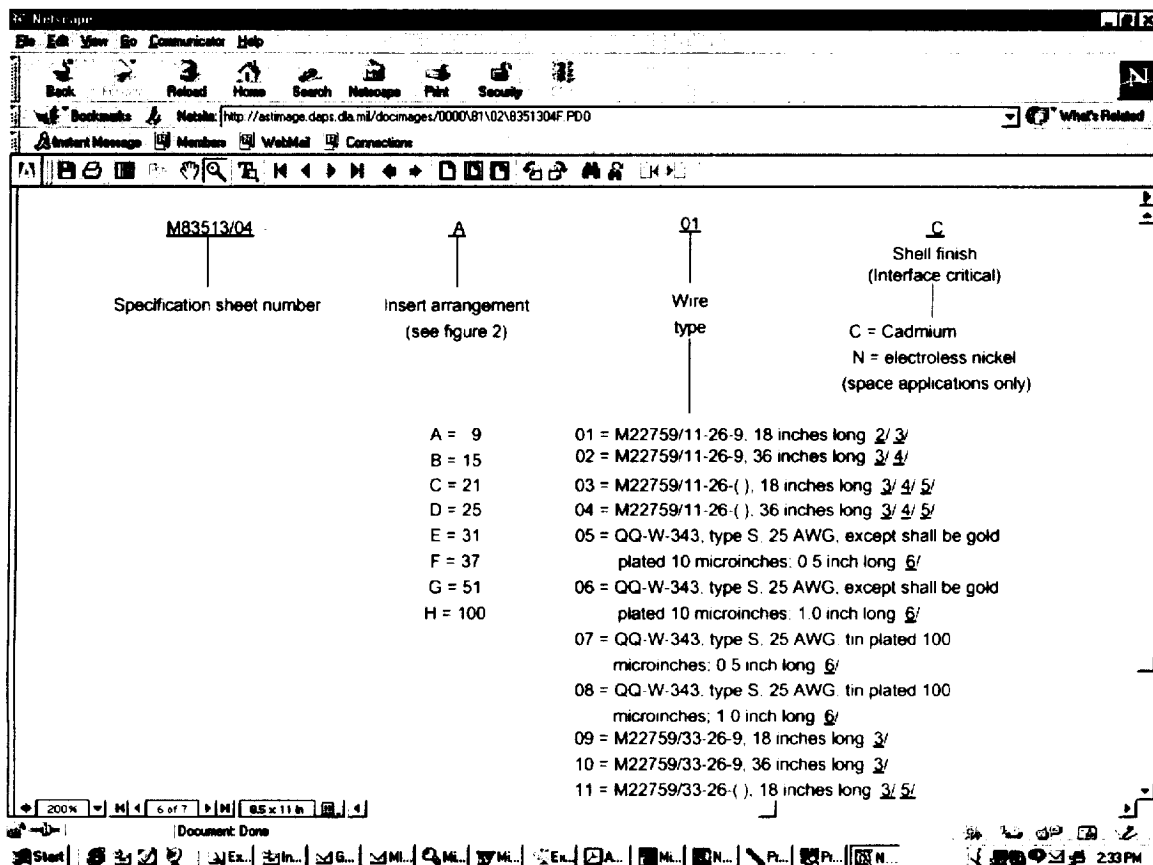 Netscape
File Edit View Go Communicator Help
Back Reload Home Search Netscape Print Security
Bookmarks Netsite: http://astimage.daps.dla.mil/docimages/0000\81\02\8351304F.PD0 What's Related
Instant Message Members WebMail Connections
M83513/04 A 01 C
Shell finish
(Interface critical)
Specification sheet number Insert arrangement Wire
(see figure 2) type
C = Cadmium
N = electroless nickel
(space applications only)
A = 9 01 = M22759/11-26-9, 18 inches long 2/ 3/
B = 15 02 = M22759/11-26-9, 36 inches long 3/ 4/
C = 21 03 = M22759/11-26-( ), 18 inches long 3/ 4/ 5/
D = 25 04 = M22759/11-26-( ), 36 inches long 3/ 4/ 5/
E = 31 05 = QQ-W-343, type S. 25 AWG, except shall be gold
F = 37 plated 10 microinches; 0 5 inch long 6/
G = 51 06 = QQ-W-343, type S. 25 AWG, except shall be gold
H = 100 plated 10 microinches; 1.0 inch long 6/
07 = QQ-W-343, type S. 25 AWG. tin plated 100
microinches; 0 5 inch long 6/
08 = QQ-W-343, type S. 25 AWG. tin plated 100
microinches; 1 0 inch long 6/
09 = M22759/33-26-9, 18 inches long 3/
10 = M22759/33-26-9, 36 inches long 3/
11 = M22759/33-26-( ), 18 inches long 3/ 5/
200% 6 of 7 8.5 x 11 in
Document: Done
Start Ex... In... G... MI... Mi... Mi... Ex... A... Mi... N... Pr... Pr... N... 2:33 PM